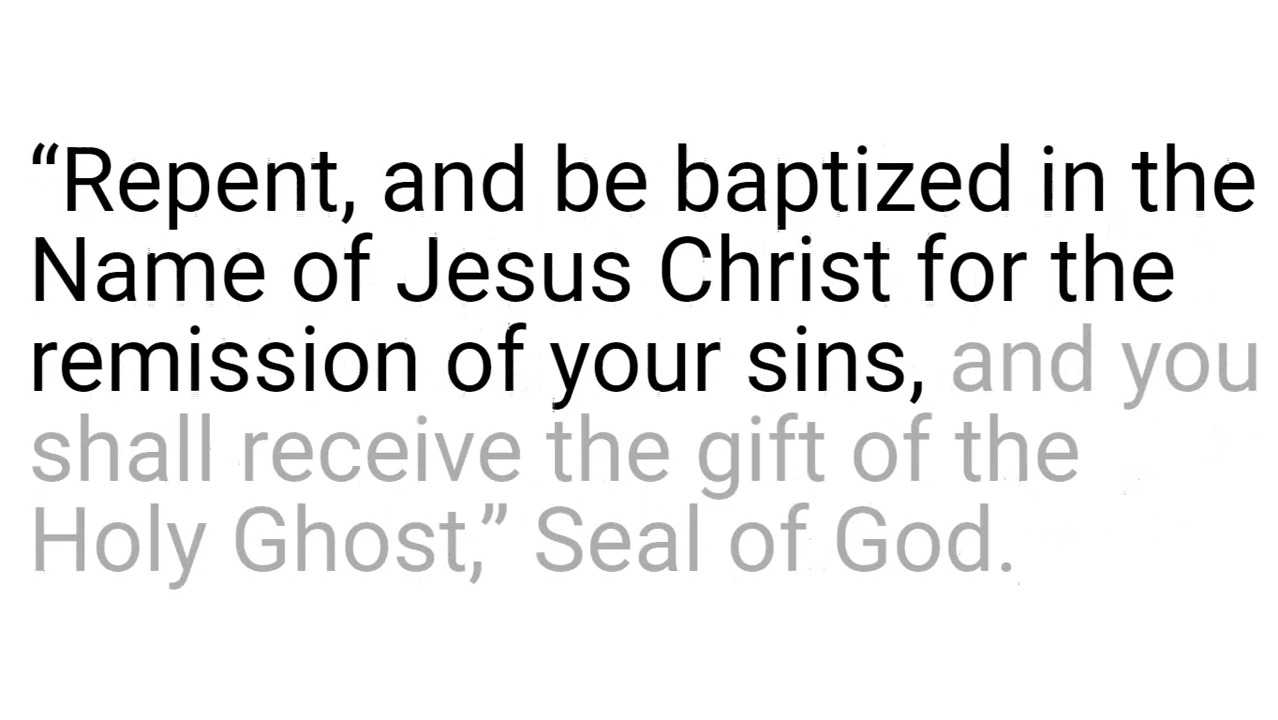 “Repent, and be baptized in the
Name of Jesus Christ for the
remission of your sins, and you
shall receive the gift of the
Holy Ghost,” Seal of God.